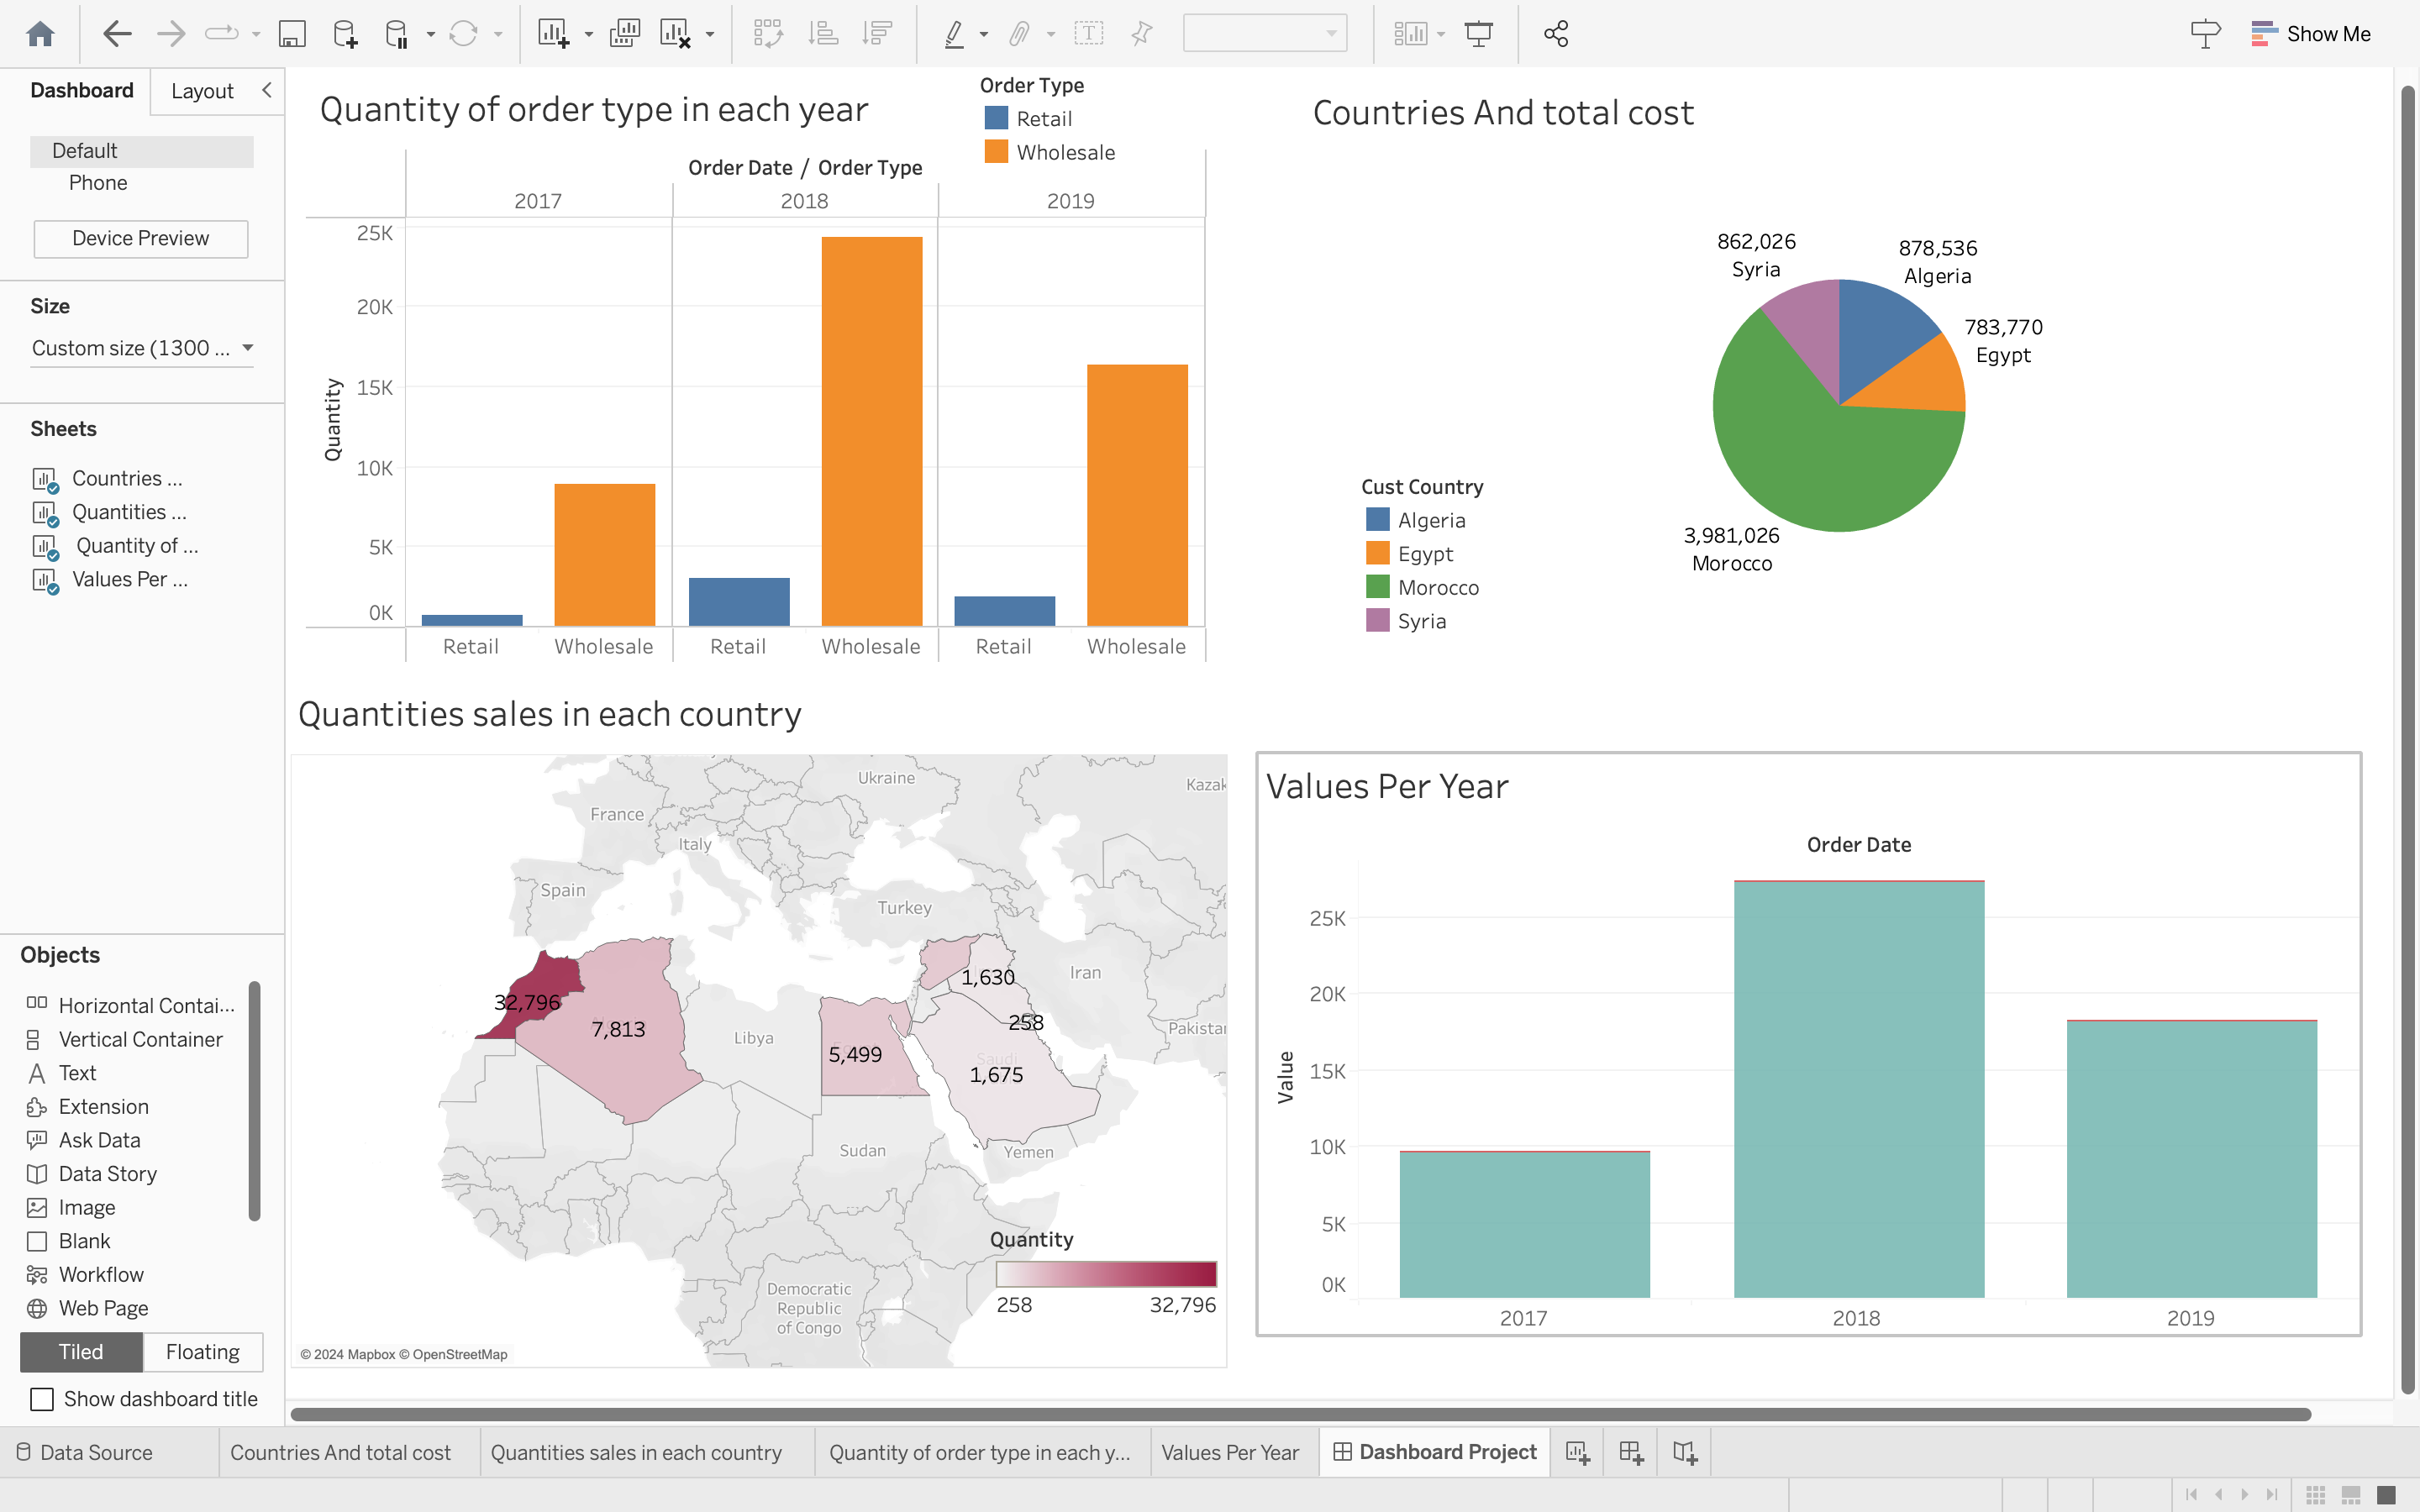 Show Me
Dashboard
Layout
Default
Phone
Device Preview
Size
Custom size (1300 ...
Sheets
Countries ...
Quantities ...
Quantity of ...
Values Per ...
Objects
Horizontal Contai...
Vertical Container
Text
Extension
Ask Data
Data Story
Image
Blank
Workflow
Web Page
Tiled
Floating
Show dashboard title
Quantity of order type in each year
Order Type
Retail
Wholesale
Order Date / Order Type
2017
2018
2019
25K
20K
15K
10K
5K
0K
Quantity
Retail
Wholesale
Retail
Wholesale
Retail
Wholesale
Countries And total cost
862,026
Syria
878,536
Algeria
783,770
Egypt
3,981,026
Morocco
Cust Country
Algeria
Egypt
Morocco
Syria
Quantities sales in each country
Ukraine
Kazak
France
Italy
Spain
Turkey
Iran
Pakistan
Libya
Saudi
Sudan
Yemen
Democratic
Republic
of Congo
32,796
7,813
5,499
1,630
258
1,675
Quantity
258
32,796
© 2024 Mapbox © OpenStreetMap
Values Per Year
Order Date
25K
20K
15K
10K
5K
0K
Value
2017
2018
2019
Data Source
Countries And total cost
Quantities sales in each country
Quantity of order type in each y...
Values Per Year
Dashboard Project